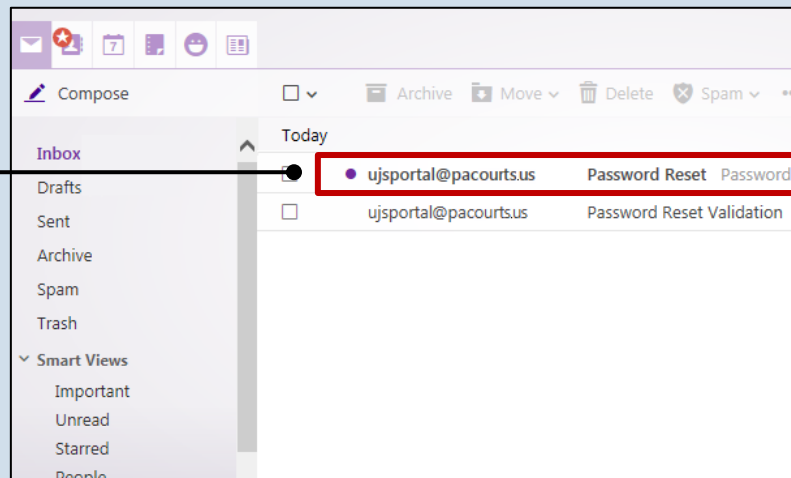 7
Compose
Archive Move Delete Spam
Today
Inbox
ujsportal@pacourts.us Password Reset Password
Drafts
ujsportal@pacourts.us Password Reset Validation
Sent
Archive
Spam
Trash
Smart Views
Important
Unread
Starred
People